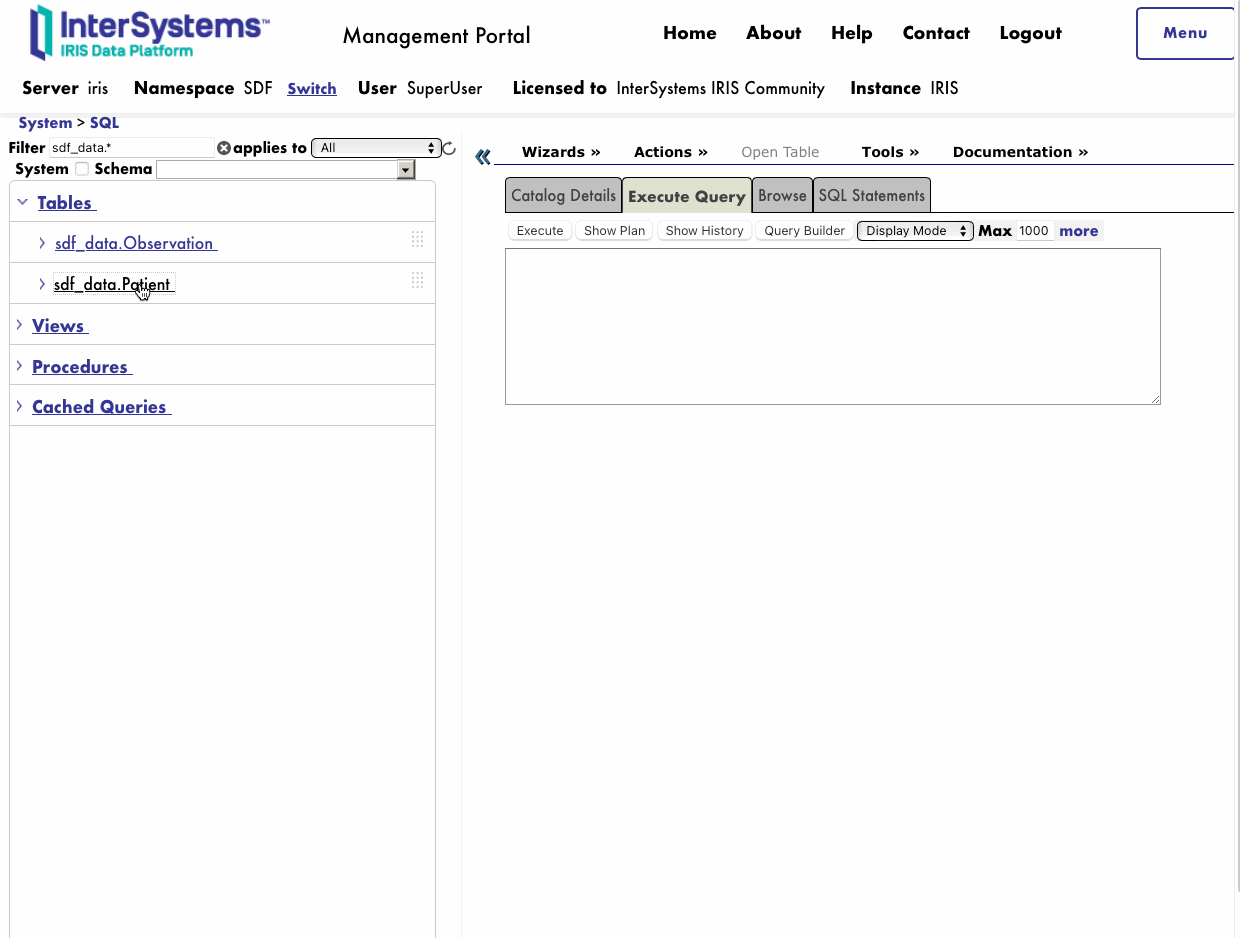 InterSystems™
IRIS Data Platform
Management Portal
Home About Help Contact Logout
Menu
Server iris Namespace SDF Switch User SuperUser Licensed to InterSystems IRIS Community Instance IRIS
System > SQL
Filter sdf_data.* applies to All
System Schema
Wizards » Actions » Open Table Tools » Documentation »
Tables
sdf_data.Observation
sdf_data.Patient
Views
Procedures
Cached Queries
Catalog Details Execute Query Browse SQL Statements
Execute Show Plan Show History Query Builder Display Mode Max 1000 more